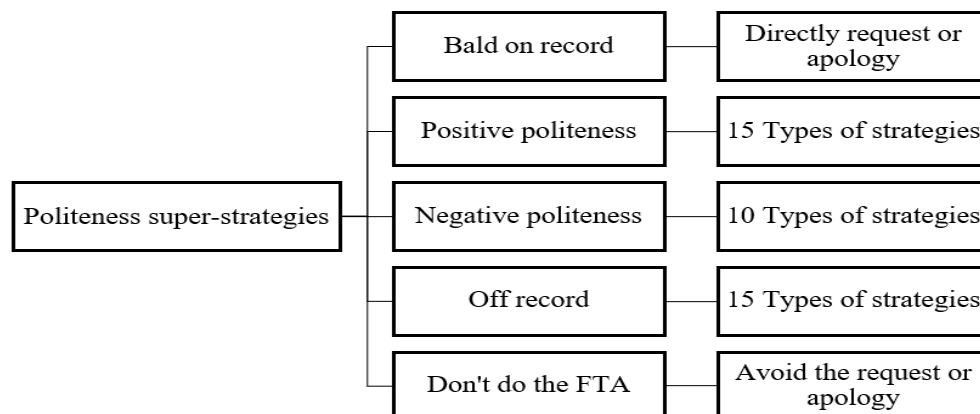 Bald on record
Directly request or
apology
Positive politeness
15 Types of strategies
Politeness super-strategies
Negative politeness
10 Types of strategies
Off record
15 Types of strategies
Don't do the FTA
Avoid the request or
apology